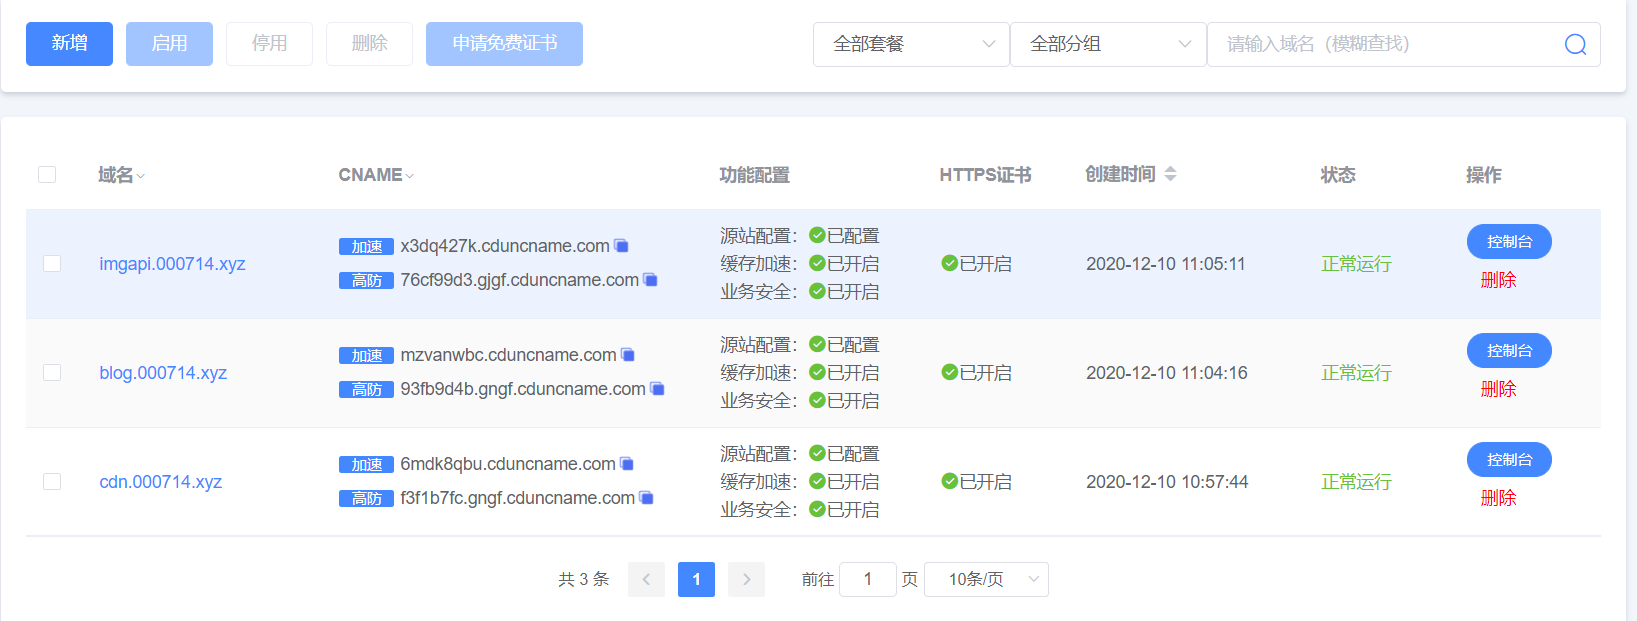 新增 启用 停用 删除 申请免费证书 全部套餐 全部分组 请输入域名（模糊查找）
域名 CNAME 功能配置 HTTPS证书 创建时间 状态 操作
imgapi.000714.xyz
加速 x3dq427k.cduncname.com
高防 76cf99d3.gjgf.cduncname.com
源站配置：已配置
缓存加速：已开启
业务安全：已开启
已开启
2020-12-10 11:05:11
正常运行
控制台
删除
blog.000714.xyz
加速 mzvanwbc.cduncname.com
高防 93fb9d4b.gngf.cduncname.com
源站配置：已配置
缓存加速：已开启
业务安全：已开启
已开启
2020-12-10 11:04:16
正常运行
控制台
删除
cdn.000714.xyz
加速 6mdk8qbu.cduncname.com
高防 f3f1b7fc.gngf.cduncname.com
源站配置：已配置
缓存加速：已开启
业务安全：已开启
已开启
2020-12-10 10:57:44
正常运行
控制台
删除
共 3 条 1 前往 1 页 10条/页